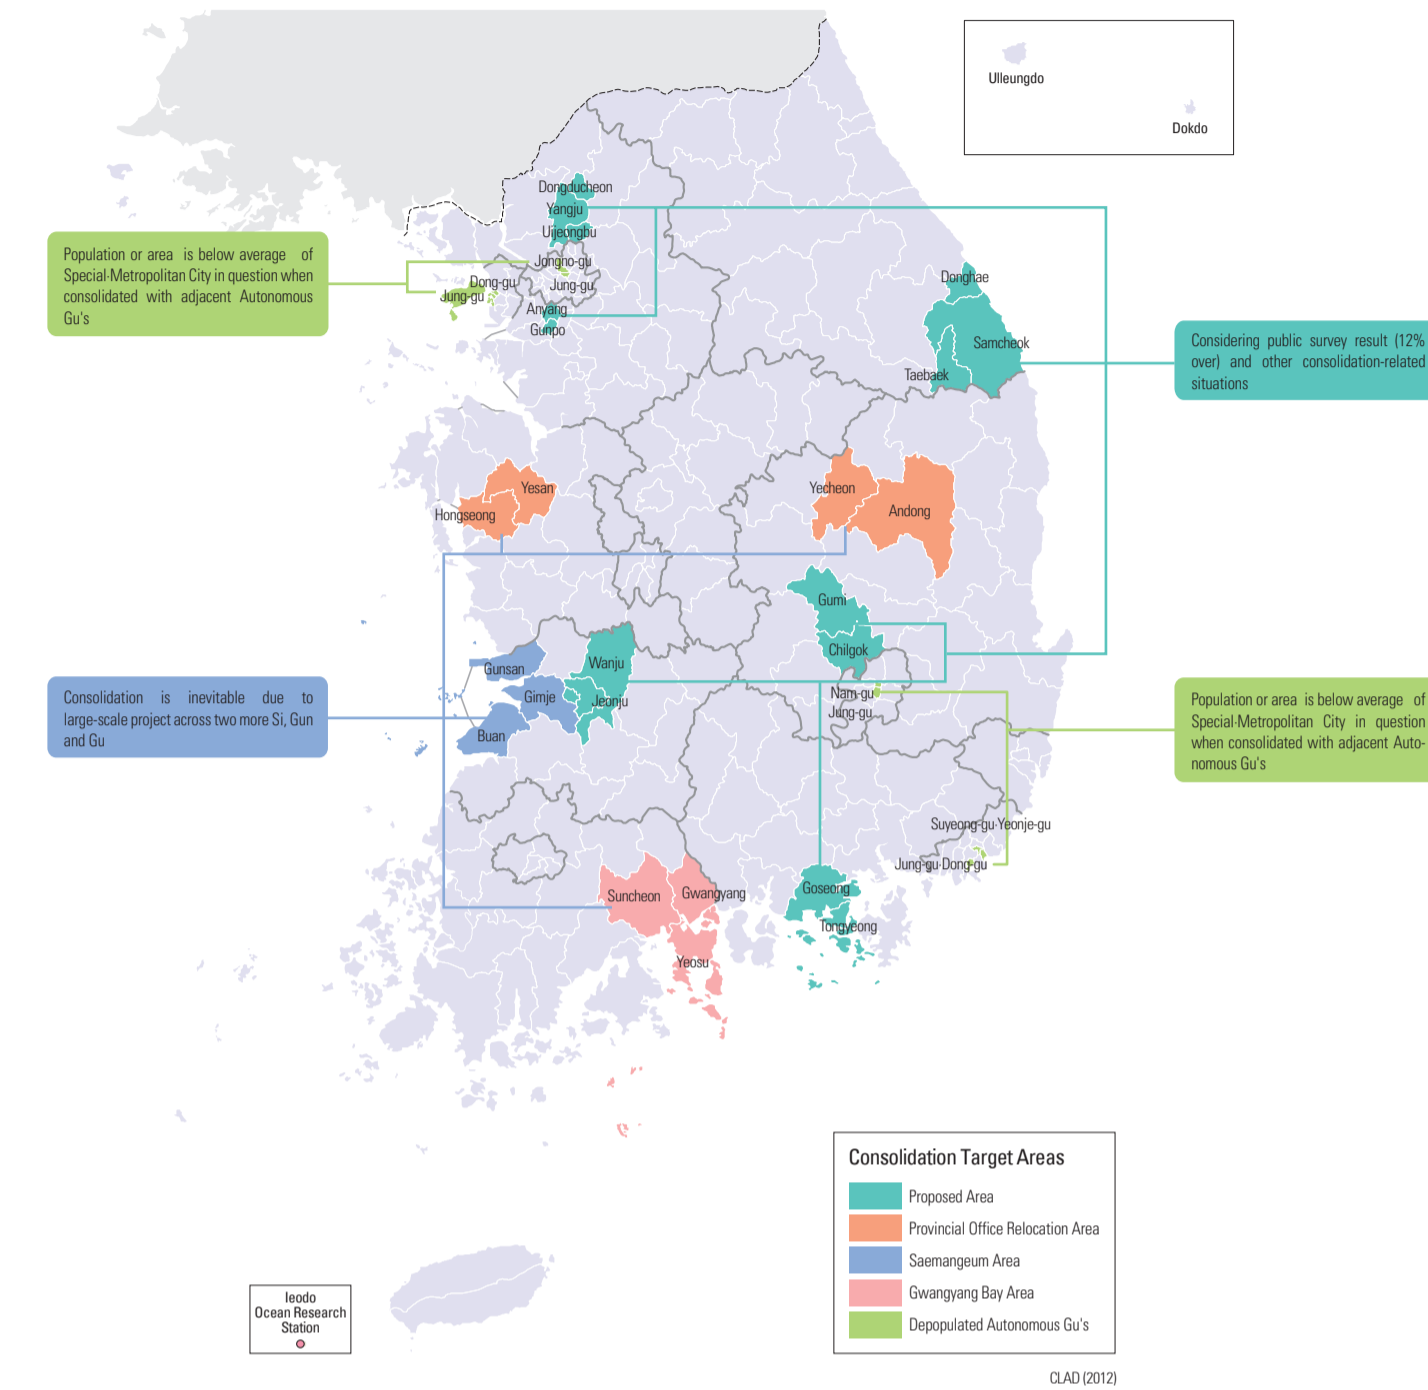 Ulleungdo
Dokdo
Dongducheon
Yangju
Uijeongbu
Jongno-gu
Dong-gu
Jung-gu
Jung-gu
Anyang
Gunpo
Population or area is below average of
Special·Metropolitan City in question when
consolidated with adjacent Autonomous
Gu's
Donghae
Samcheok
Taebaek
Considering public survey result (12%
over) and other consolidation-related
situations
Yesan
Hongseong
Yecheon
Andong
Gumi
Chilgok
Gunsan
Wanju
Gimje
Jeonju
Buan
Consolidation is inevitable due to
large-scale project across two more Si, Gun
and Gu
Nam-gu
Jung-gu
Population or area is below average of
Special·Metropolitan City in question
when consolidated with adjacent Auto-
nomous Gu's
Suyeong-gu·Yeonje-gu
Jung-gu·Dong-gu
Suncheon
Gwangyang
Yeosu
Goseong
Tongyeong
Consolidation Target Areas
Proposed Area
Provincial Office Relocation Area
Saemangeum Area
Gwangyang Bay Area
Depopulated Autonomous Gu's
Ieodo
Ocean Research
Station
CLAD (2012)